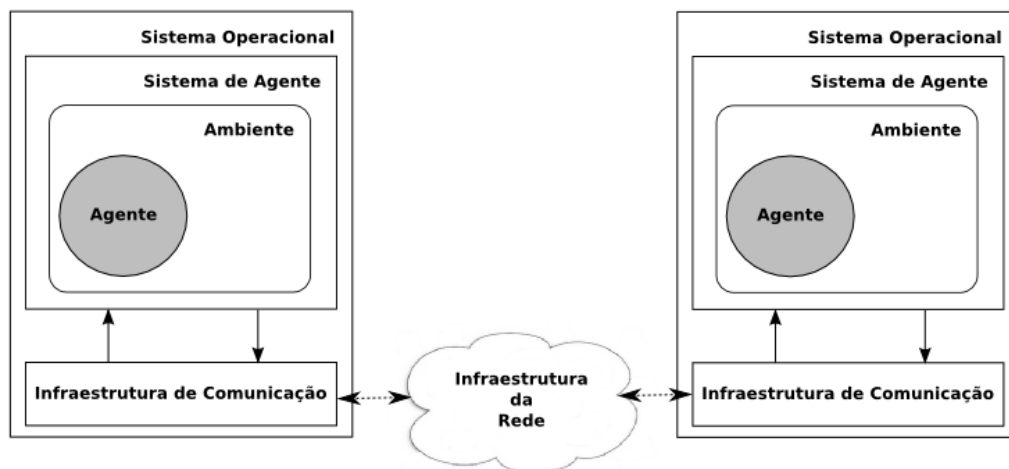 Sistema Operacional
Sistema de Agente
Ambiente
Agente
Infraestrutura de Comunicação
Infraestrutura
da
Rede
Sistema Operacional
Sistema de Agente
Ambiente
Agente
Infraestrutura de Comunicação